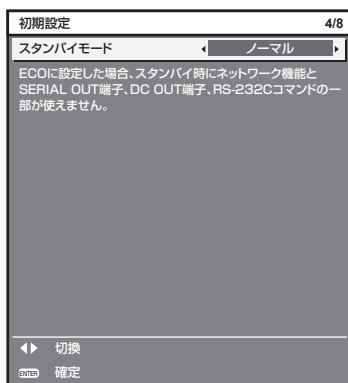 初期設定 4/8
スタンバイモード ノーマル
ECOに設定した場合、スタンバイ時にネットワーク機能と
SERIAL OUT端子、DC OUT端子、RS-232Cコマンドの一
部が使えません。
切換
ENTER 確定